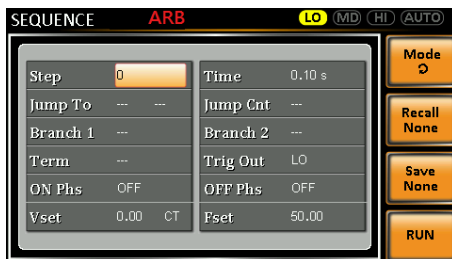 SEQUENCE ARB LO MD HI AUTO
Mode
Step 0 Time 0.10 s
Jump To --- --- Jump Cnt ---
Recall
None
Branch 1 --- Branch 2 ---
Term --- Trig Out LO
Save
None
ON Phs OFF OFF Phs OFF
Vset 0.00 CT Fset 50.00
RUN